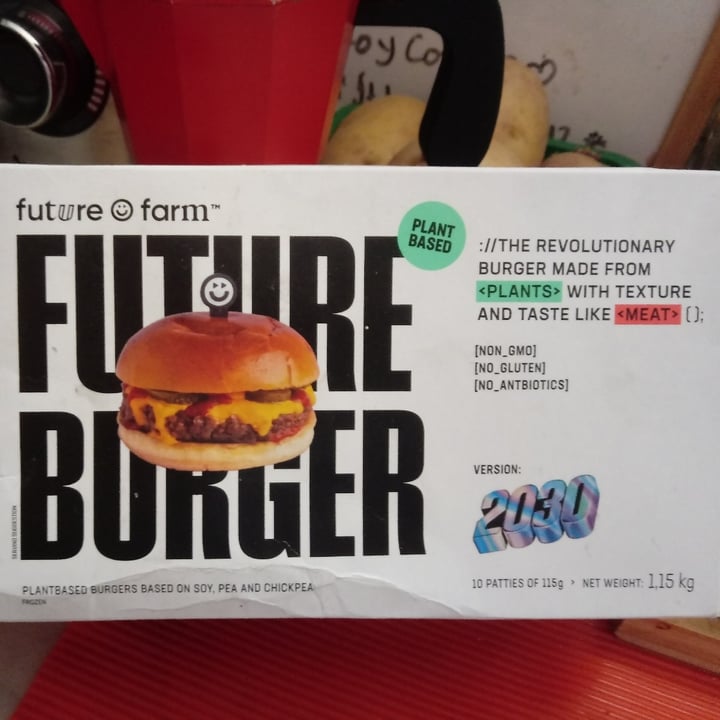 future farm™
FUTURE
BURGER
PLANT
BASED
://THE REVOLUTIONARY
BURGER MADE FROM
<PLANTS> WITH TEXTURE
AND TASTE LIKE <MEAT> ();
[NON_GMO]
[NO_GLUTEN]
[NO_ANTBIOTICS]
VERSION:
2030
SERVING SUGGESTION
PLANTBASED BURGERS BASED ON SOY, PEA AND CHICKPEA
FROZEN
10 PATTIES OF 115g > NET WEIGHT: 1,15 kg